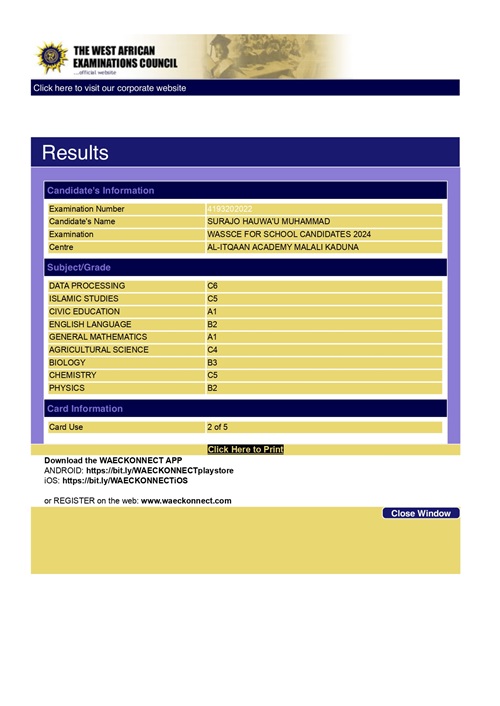 THE WEST AFRICAN
EXAMINATIONS COUNCIL
....official website
Click here to visit our corporate website
Results
Candidate's Information
Examination Number 4193202022
Candidate's Name SURAJO HAUWA'U MUHAMMAD
Examination WASSCE FOR SCHOOL CANDIDATES 2024
Centre AL-ITQAAN ACADEMY MALALI KADUNA
Subject/Grade
DATA PROCESSING C6
ISLAMIC STUDIES C5
CIVIC EDUCATION A1
ENGLISH LANGUAGE B2
GENERAL MATHEMATICS A1
AGRICULTURAL SCIENCE C4
BIOLOGY B3
CHEMISTRY C5
PHYSICS B2
Card Information
Card Use 2 of 5
Click Here to Print
Download the WAECKONNECT APP
ANDROID: https://bit.ly/WAECKONNECTplaystore
iOS: https://bit.ly/WAECKONNECTiOS
or REGISTER on the web: www.waeckonnect.com
Close Window